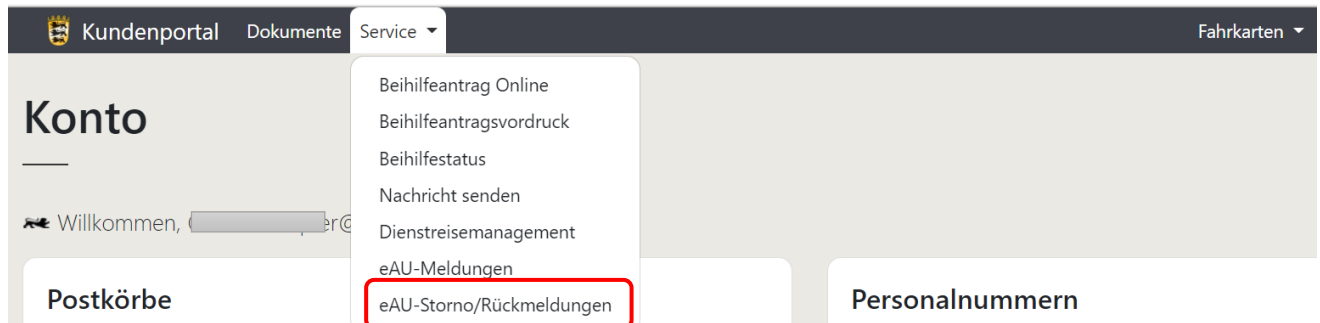 Kundenportal Dokumente Service Fahrkarten
Konto
Willkommen,
Beihilfeantrag Online
Beihilfeantragsvordruck
Beihilfestatus
Nachricht senden
Dienstreisemanagement
eAU-Meldungen
eAU-Storno/Rückmeldungen
Postkörbe
Personalnummern